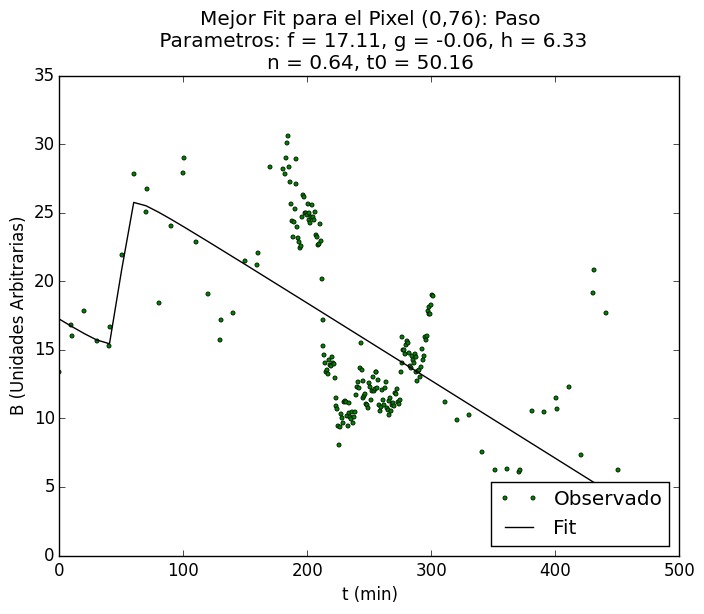 Mejor Fit para el Pixel (0,76): Paso
Parametros: f = 17.11, g = -0.06, h = 6.33
n = 0.64, t0 = 50.16
35
30
25
20
15
10
5
0
B (Unidades Arbitrarias)
Observado
Fit
0 100 200 300 400 500
t (min)